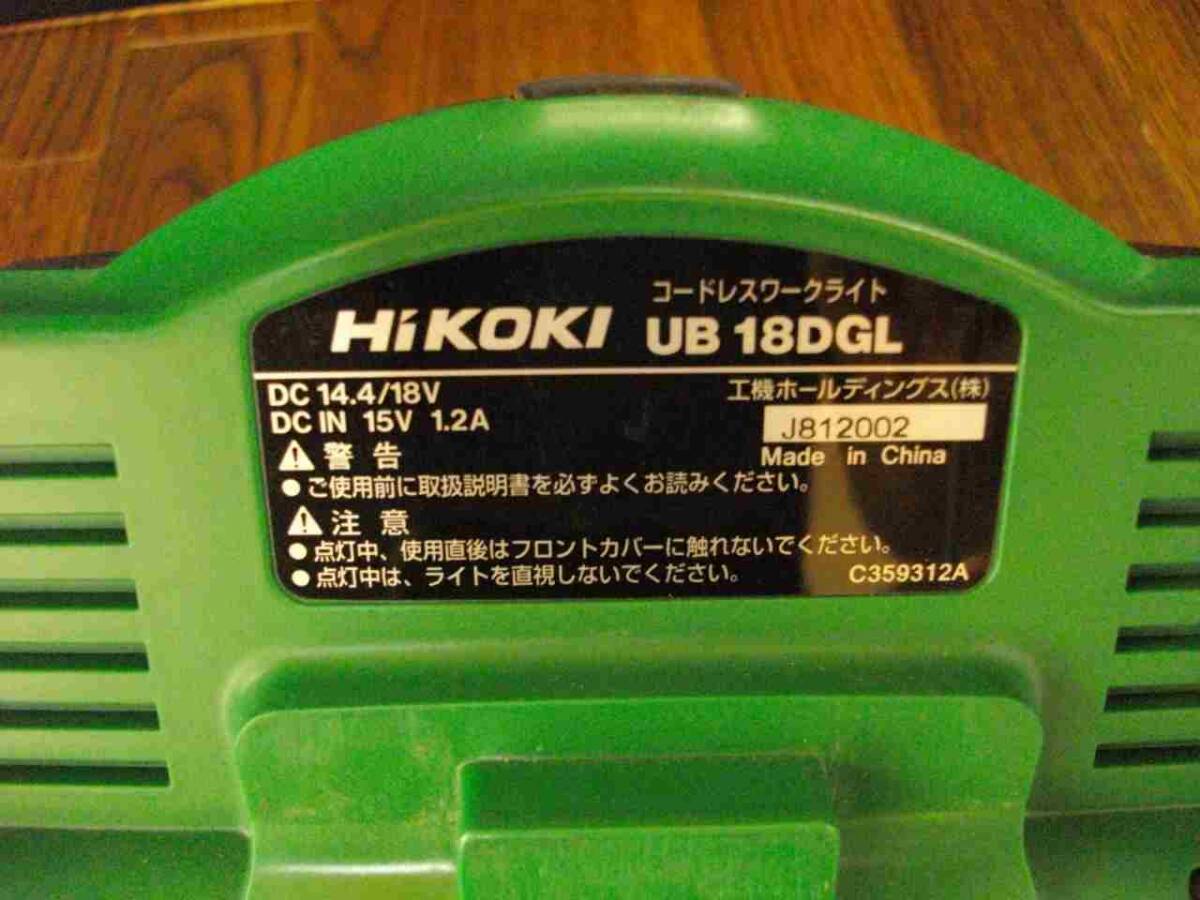 コードレスワークライト
HiKOKI UB 18DGL
DC 14.4/18V 工機ホールディングス(株)
DC IN 15V 1.2A J812002
警告 Made in China
● ご使用前に取扱説明書を必ずよくお読みください。
注意
● 点灯中、使用直後はフロントカバーに触れないでください。
● 点灯中は、ライトを直視しないでください。 C359312A